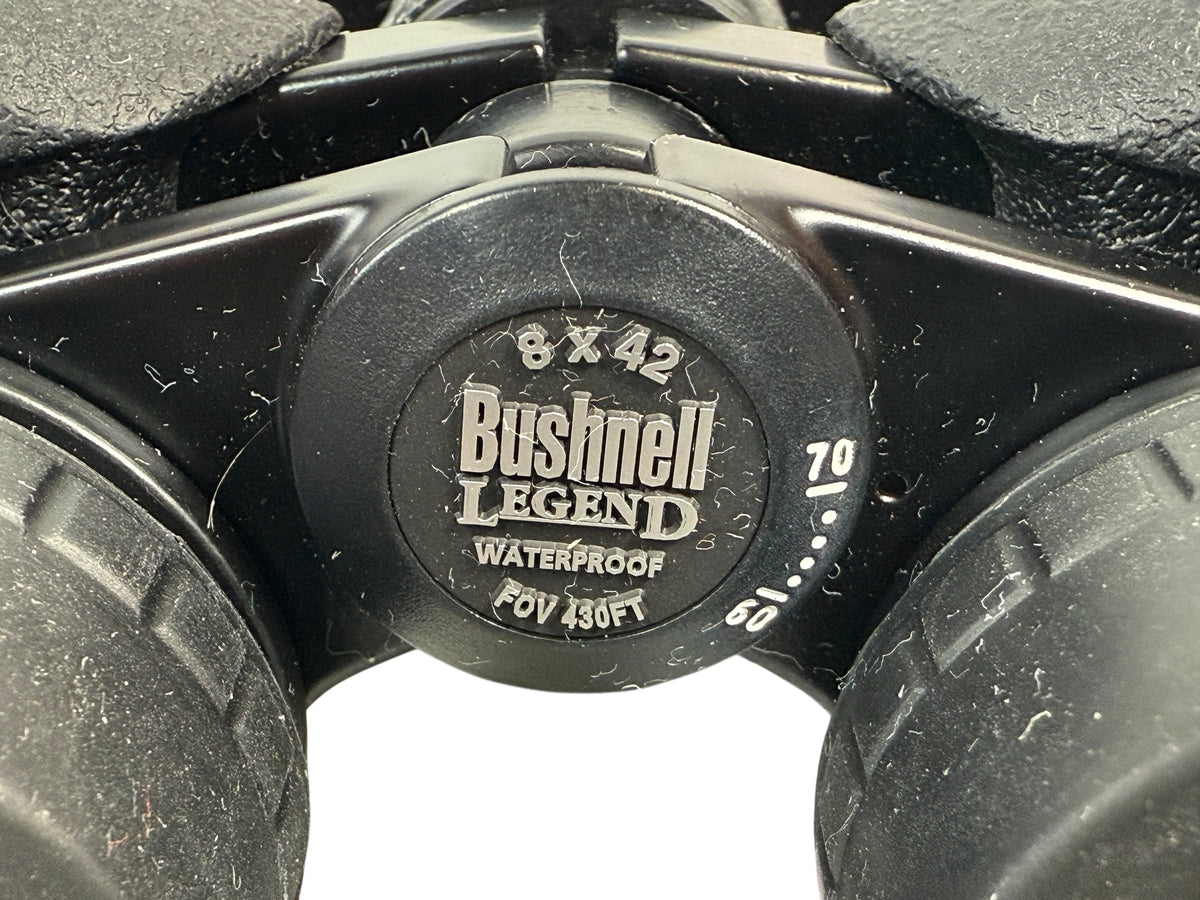 8 x 42
Bushnell
LEGEND
WATERPROOF
FOV 430FT
70
60